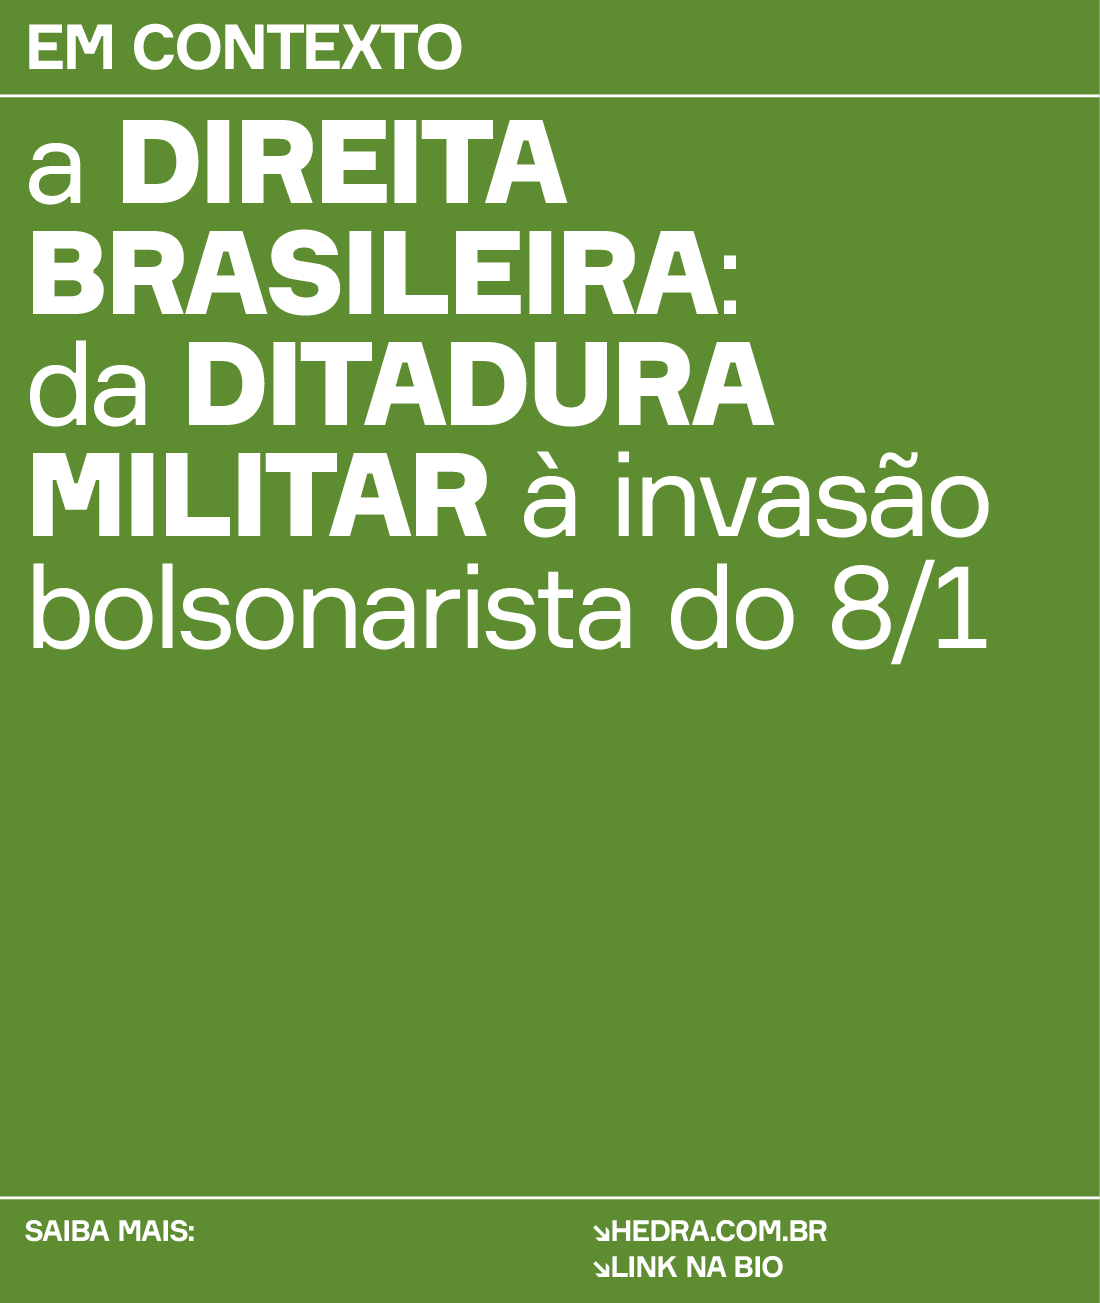 EM CONTEXTO
a DIREITA
BRASILEIRA:
da DITADURA
MILITAR à invasão
bolsonarista do 8/1
SAIBA MAIS:
↘HEDRA.COM.BR
↘LINK NA BIO